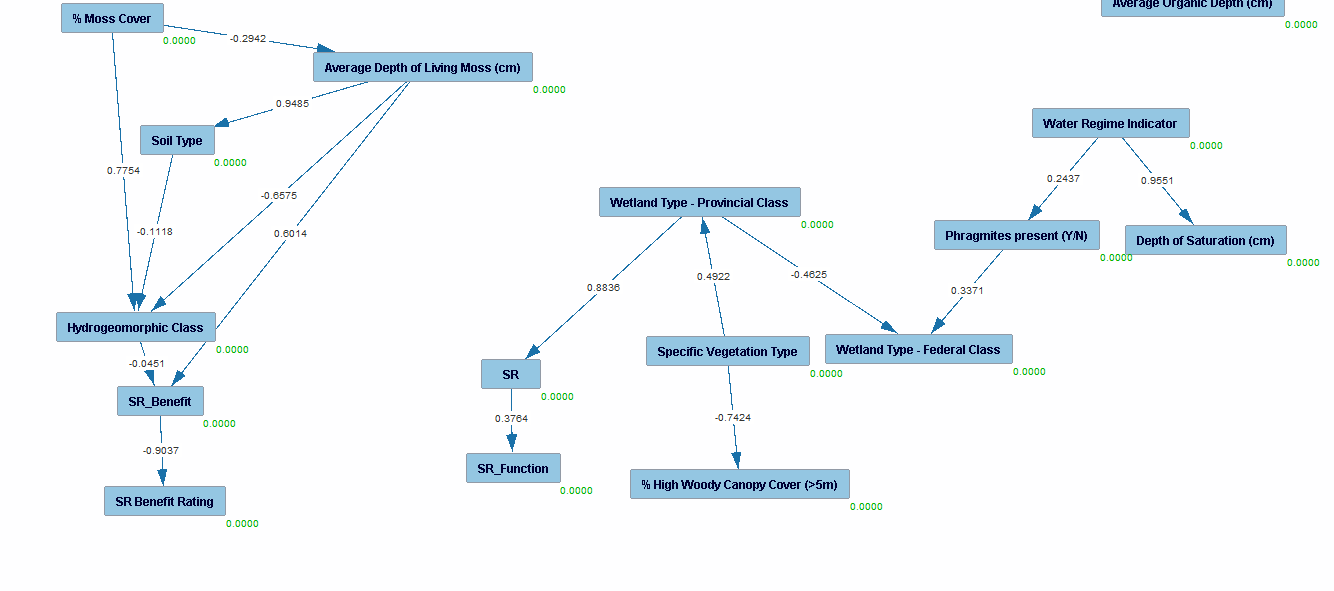 Average Organic Depth (cm)
0.0000
% Moss Cover
0.0000
-0.2942
Average Depth of Living Moss (cm)
0.0000
0.9485
Soil Type
0.0000
0.7754
-0.1118
-0.6575
0.6014
Hydrogeomorphic Class
0.0000
-0.0451
SR_Benefit
0.0000
-0.9037
SR Benefit Rating
0.0000
Wetland Type - Provincial Class
0.0000
0.8836
0.4922
-0.4625
SR
0.0000
0.3764
SR_Function
0.0000
Specific Vegetation Type
0.0000
-0.7424
% High Woody Canopy Cover (>5m)
0.0000
Water Regime Indicator
0.0000
0.2437
0.9551
Phragmites present (Y/N)
0.0000
Depth of Saturation (cm)
0.0000
0.3371
Wetland Type - Federal Class
0.0000